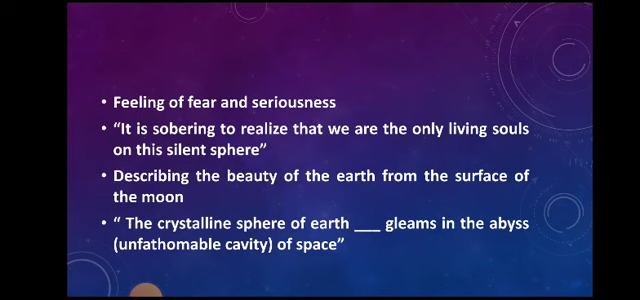 • Feeling of fear and seriousness
• “It is sobering to realize that we are the only living souls
on this silent sphere”
• Describing the beauty of the earth from the surface of
the moon
• “ The crystalline sphere of earth ___ gleams in the abyss
(unfathomable cavity) of space”